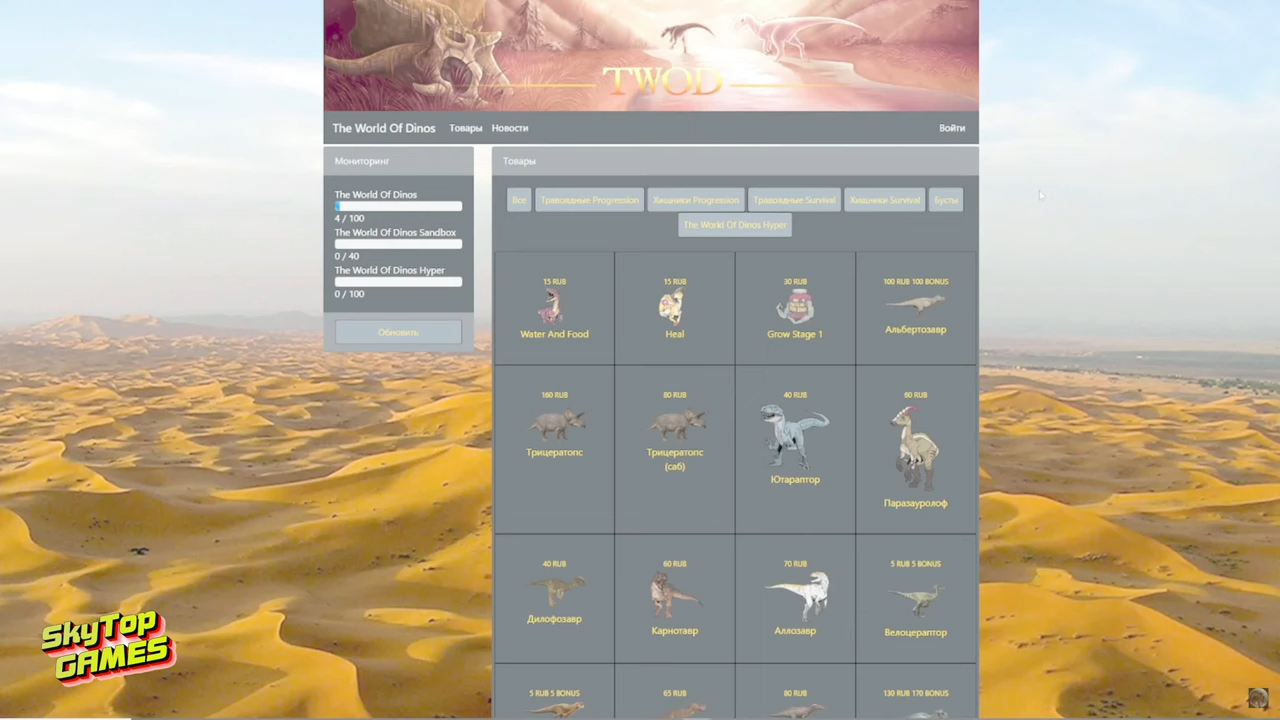 TWOD
The World Of Dinos Товары Новости Войти
Мониторинг
The World Of Dinos
4 / 100
The World Of Dinos Sandbox
0 / 40
The World Of Dinos Hyper
0 / 100
Обновить
Товары
Все Травоядные Progression Хищники Progression Травоядные Survival Хищники Survival Бусты
The World Of Dinos Hyper
15 RUB 15 RUB 30 RUB 100 RUB 100 BONUS
Water And Food Heal Grow Stage 1 Альбертозавр
160 RUB 80 RUB 40 RUB 60 RUB
Трицератопс Трицератопс
(саб)
Ютараптор
Паразауролоф
40 RUB 60 RUB 70 RUB 5 RUB 5 BONUS
Дилофозавр Карнотавр Аллозавр Велоцераптор
5 RUB 5 BONUS 65 RUB 80 RUB 130 RUB 170 BONUS
SkyTop
GAMES